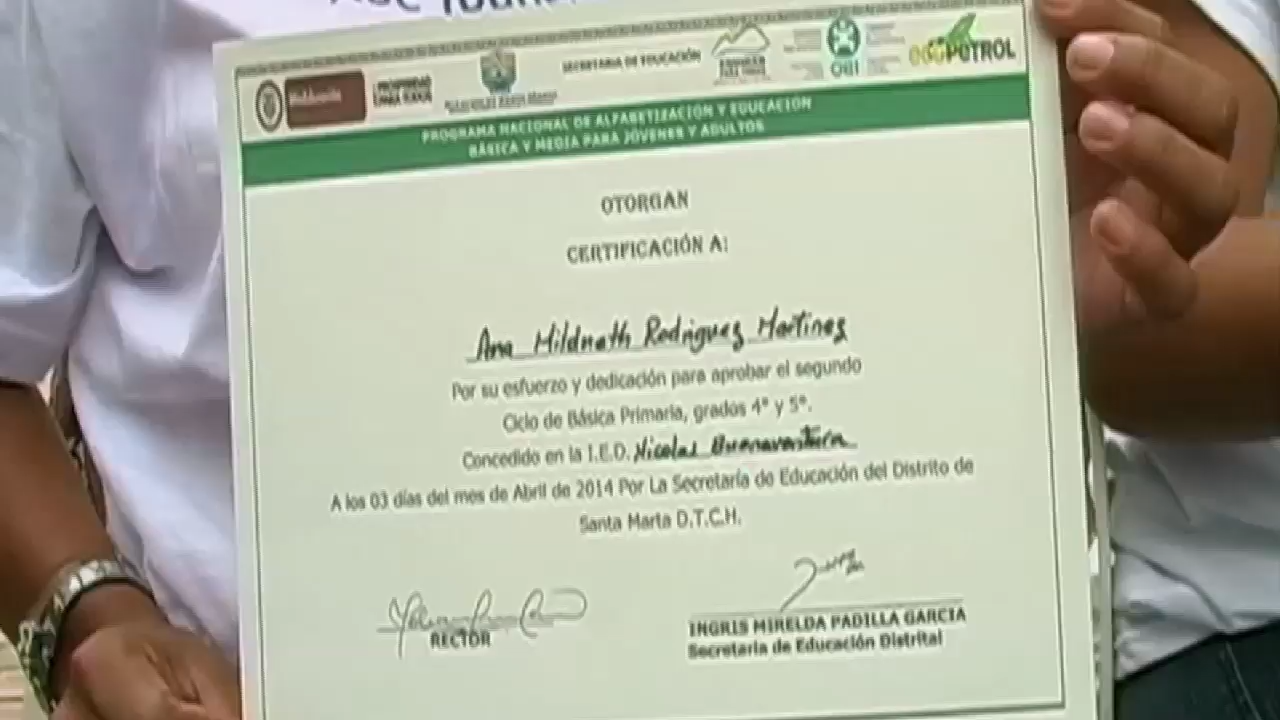 SECRETARIA DE EDUCACIÓN
OEI
ECOPETROL
PROGRAMA NACIONAL DE ALFABETIZACIÓN Y EDUCACIÓN
BÁSICA Y MEDIA PARA JÓVENES Y ADULTOS
OTORGAN
CERTIFICACIÓN A:
Ana Mildneth Rodriguez Martinez
Por su esfuerzo y dedicación para aprobar el segundo
Ciclo de Básica Primaria, grados 4° y 5°.
Concedido en la I.E.D. Nicolas Buenaventura
A los 03 días del mes de Abril de 2014 Por La Secretaría de Educación del Distrito de
Santa Marta D.T.C.H.
RECTOR
INGRIS MIRELDA PADILLA GARCIA
Secretaria de Educación Distrital